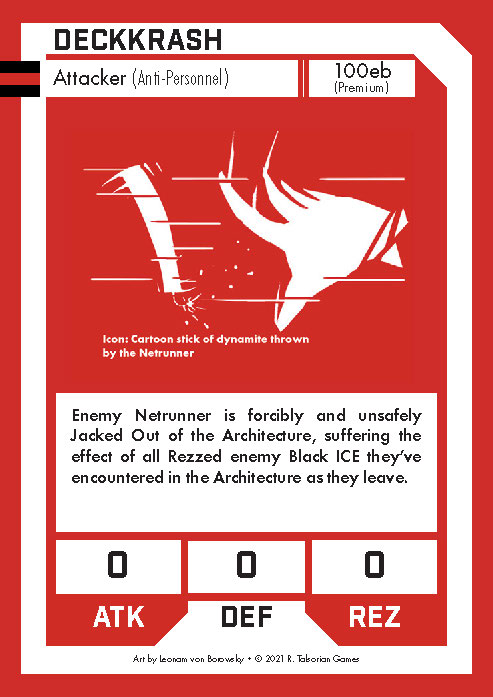 DECKKRASH
Attacker (Anti-Personnel)
100eb
(Premium)
Icon: Cartoon stick of dynamite thrown
by the Netrunner
Enemy Netrunner is forcibly and unsafely
Jacked Out of the Architecture, suffering the
effect of all Rezzed enemy Black ICE they’ve
encountered in the Architecture as they leave.
0 0 0
ATK DEF REZ
Art by Leonam von Borowsky • © 2021 R. Talsorian Games